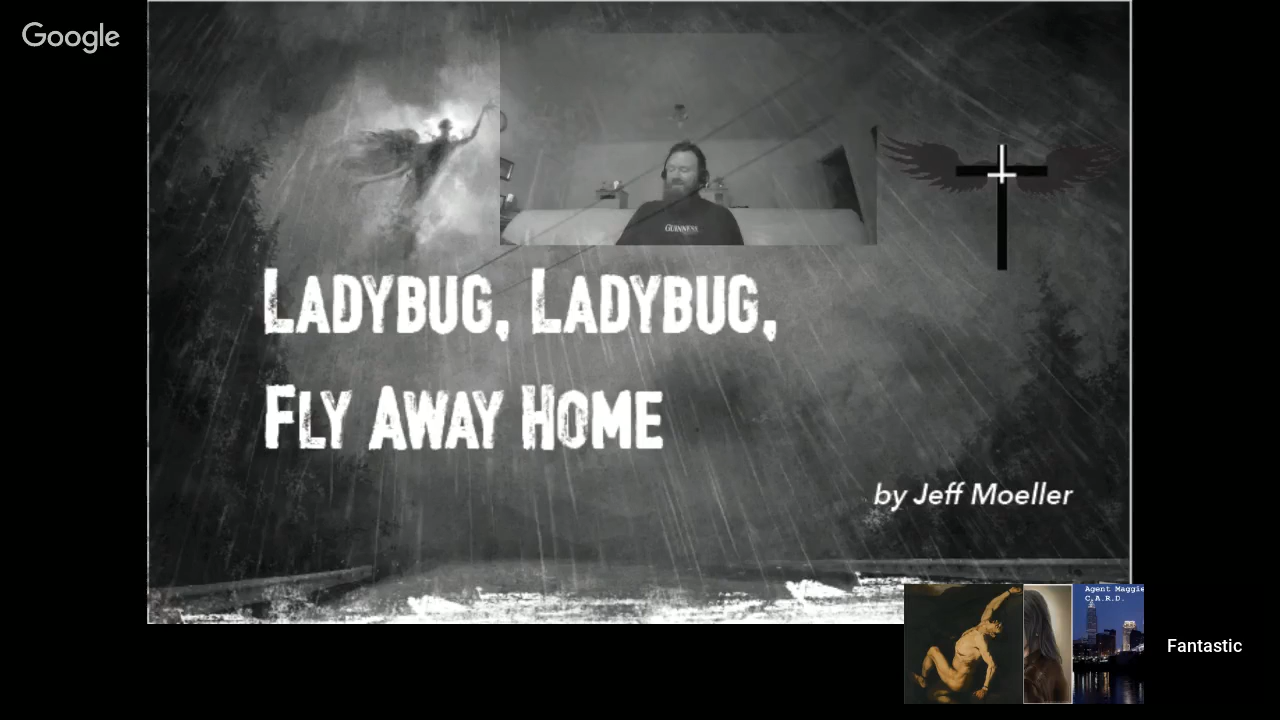 Google
GUINNESS
LADYBUG, LADYBUG,
FLY AWAY HOME
by Jeff Moeller
Agent Maggie
C.A.R.D.
Fantastic